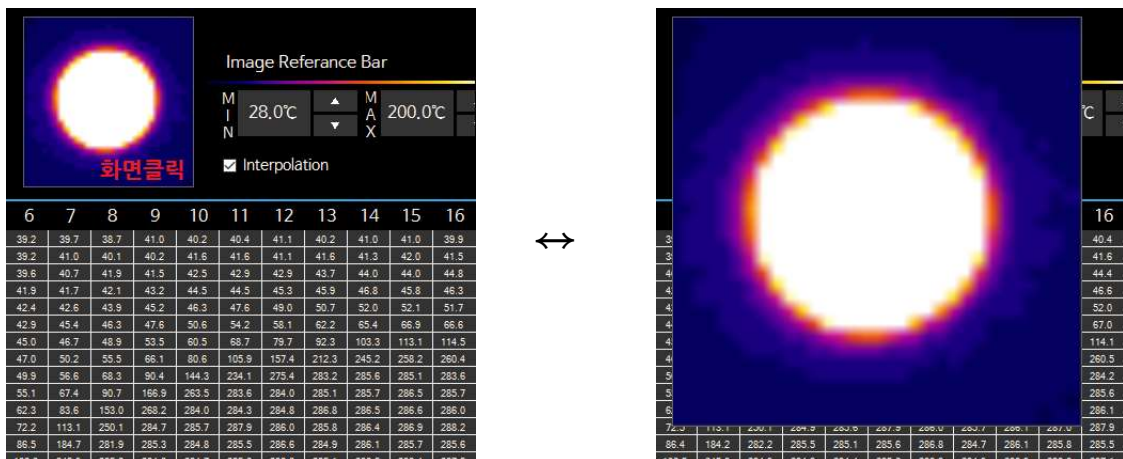 Image Referance Bar
MIN 28.0℃ ▲ ▼ MAX 200.0℃
화면클릭
☑ Interpolation
6 7 8 9 10 11 12 13 14 15 16
39.2 39.7 38.7 41.0 40.2 40.4 41.1 40.2 41.0 41.0 39.9
39.2 41.0 40.1 40.2 41.6 41.6 41.1 41.6 41.3 42.0 41.5
39.6 40.7 41.9 41.5 42.5 42.9 42.9 43.7 44.0 44.0 44.8
41.9 41.7 42.1 43.2 44.5 44.5 45.3 45.9 46.8 45.8 46.3
42.4 42.6 43.9 45.2 46.3 47.6 49.0 50.7 52.0 52.1 51.7
42.9 45.4 46.3 47.6 50.6 54.2 58.1 62.2 65.4 66.9 66.6
45.0 46.7 48.9 53.5 60.5 68.7 79.7 92.3 103.3 113.1 114.5
47.0 50.2 55.5 66.1 80.6 105.9 157.4 212.3 245.2 258.2 260.4
49.9 56.6 68.3 90.4 144.3 234.1 275.4 283.2 285.6 285.1 283.6
55.1 67.4 90.7 166.9 263.5 283.6 284.0 285.1 285.7 286.5 285.7
62.3 83.6 153.0 268.2 284.0 284.3 284.8 286.8 286.5 286.6 286.0
72.2 113.1 250.1 284.7 285.7 287.9 286.0 285.8 286.4 286.9 288.2
86.5 184.7 281.9 285.3 284.8 285.5 286.6 284.9 286.1 285.7 285.6
↔
℃
16
40.4
41.6
44.4
46.6
52.0
67.0
114.1
260.5
284.2
285.6
286.1
287.9
86.4 184.2 282.2 285.5 285.1 285.6 286.8 284.7 286.1 285.8 285.5